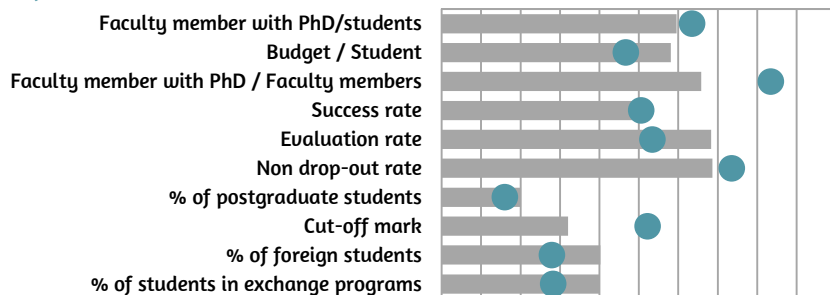 Faculty member with PhD/students
Budget / Student
Faculty member with PhD / Faculty members
Success rate
Evaluation rate
Non drop-out rate
% of postgraduate students
Cut-off mark
% of foreign students
% of students in exchange programs